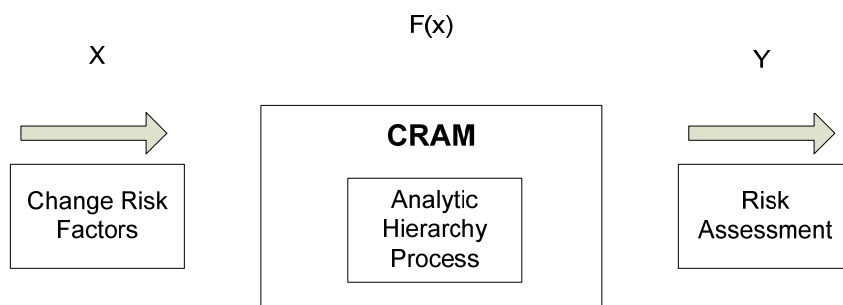 F(x)
X
Y
CRAM
Change Risk
Factors
Analytic
Hierarchy
Process
Risk
Assessment